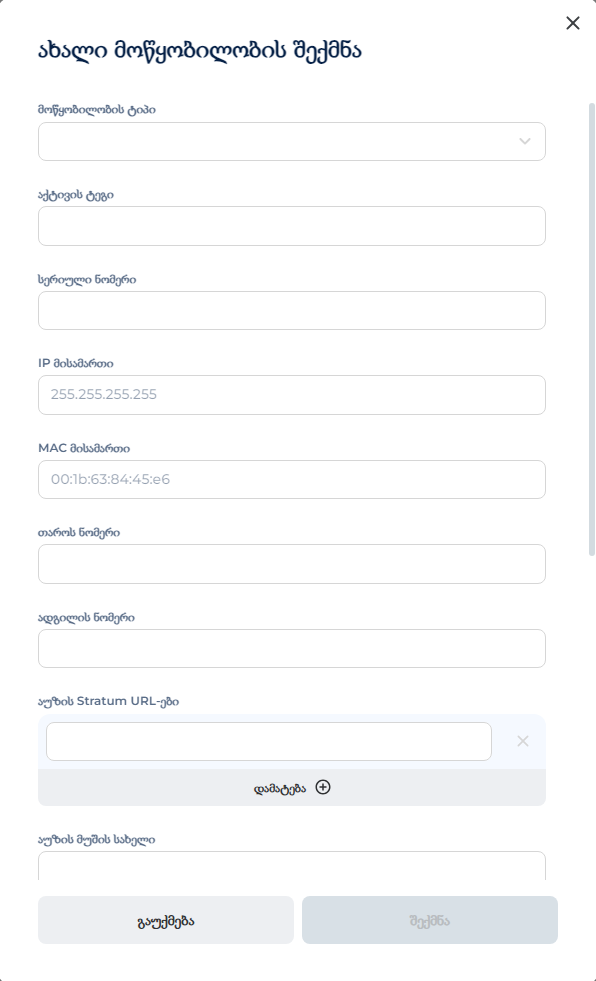 ახალი მოწყობილობის შექმნა
მოწყობილობის ტიპი
აქტივის ტეგი
სერიული ნომერი
IP მისამართი
255.255.255.255
MAC მისამართი
00:1b:63:84:45:e6
თაროს ნომერი
ადგილის ნომერი
აუზის Stratum URL-ები
დამატება
აუზის მუშის სახელი
გაუქმება
შექმნა